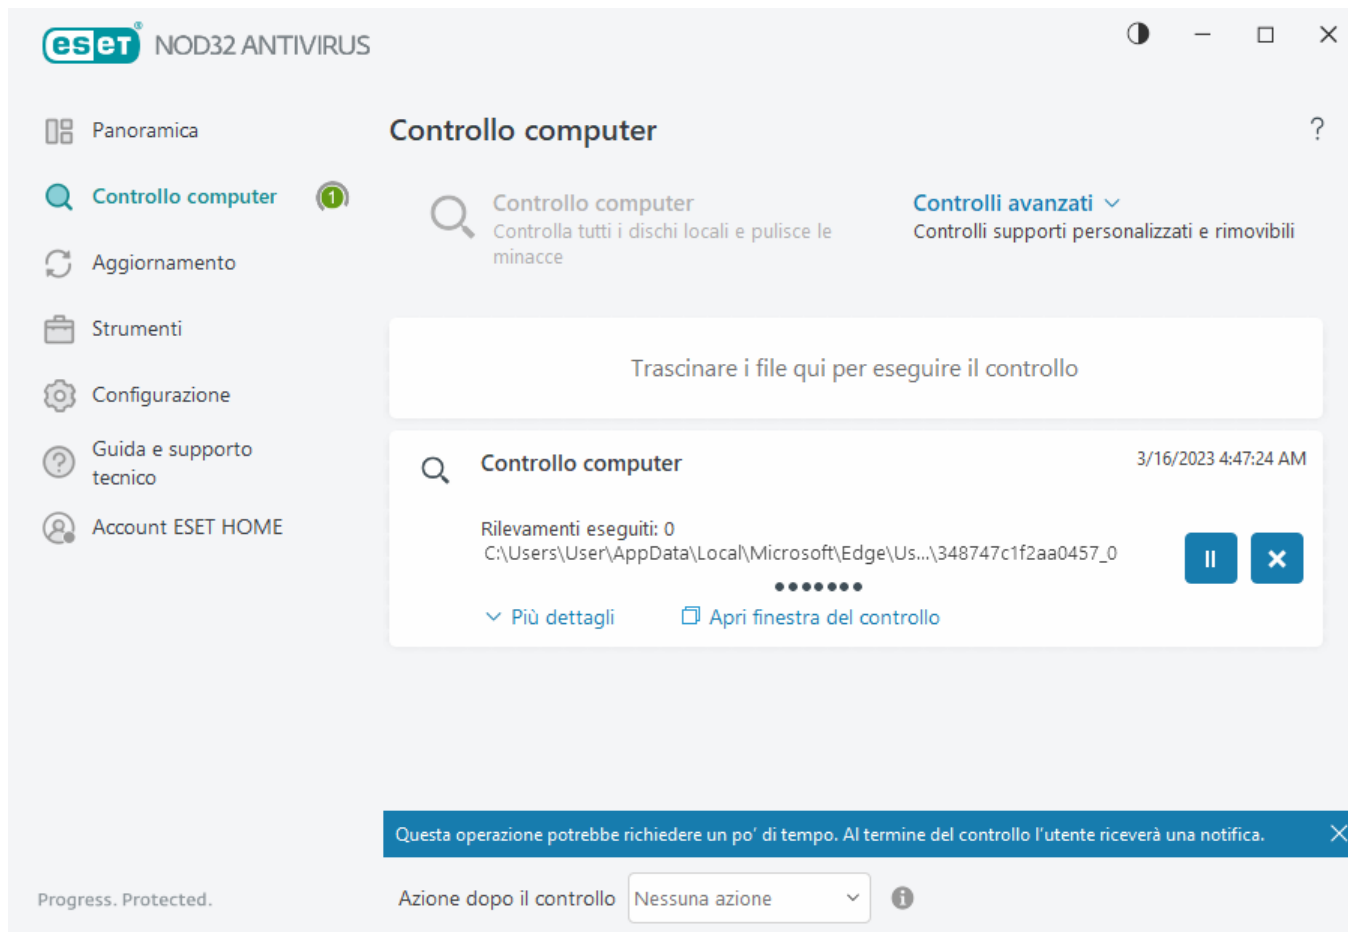 eset® NOD32 ANTIVIRUS
Panoramica
Controllo computer 1
Aggiornamento
Strumenti
Configurazione
Guida e supporto
tecnico
Account ESET HOME
Progress. Protected.
Controllo computer ?
Controllo computer
Controlla tutti i dischi locali e pulisce le
minacce
Controlli avanzati
Controlli supporti personalizzati e rimovibili
Trascinare i file qui per eseguire il controllo
Controllo computer 3/16/2023 4:47:24 AM
Rilevamenti eseguiti: 0
C:\Users\User\AppData\Local\Microsoft\Edge\Us...\348747c1f2aa0457_0
Più dettagli Apri finestra del controllo
Questa operazione potrebbe richiedere un po' di tempo. Al termine del controllo l'utente riceverà una notifica.
Azione dopo il controllo Nessuna azione